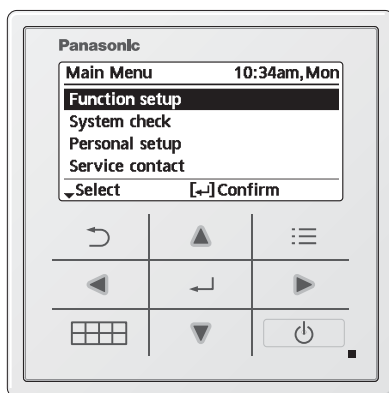 Panasonic
Main Menu 10:34am,Mon
Function setup
System check
Personal setup
Service contact
Select [↵]Confirm